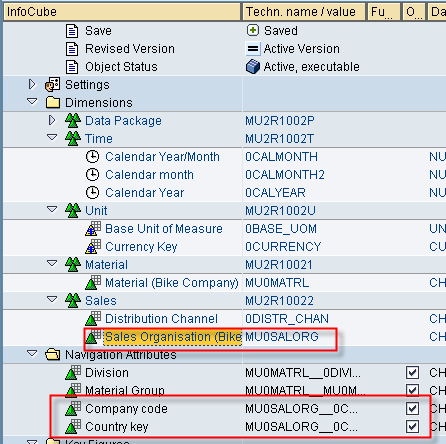 InfoCube Techn. name / value Fu... O... Da
Save Saved
Revised Version Active Version
Object Status Active, executable
Settings
Dimensions
Data Package MU2R1002P
Time MU2R1002T
Calendar Year/Month 0CALMONTH NU
Calendar month 0CALMONTH2 NU
Calendar Year 0CALYEAR NU
Unit MU2R1002U
Base Unit of Measure 0BASE_UOM UN
Currency Key 0CURRENCY CU
Material MU2R10021
Material (Bike Company) MU0MATRL CH
Sales MU2R10022
Distribution Channel 0DISTR_CHAN CH
Sales Organisation (Bike MU0SALORG CH
Navigation Attributes
Division MU0MATRL__0DIVI... CH
Material Group MU0MATRL__MU0M... CH
Company code MU0SALORG__0C... CH
Country key MU0SALORG__0C... CH
Key Figures